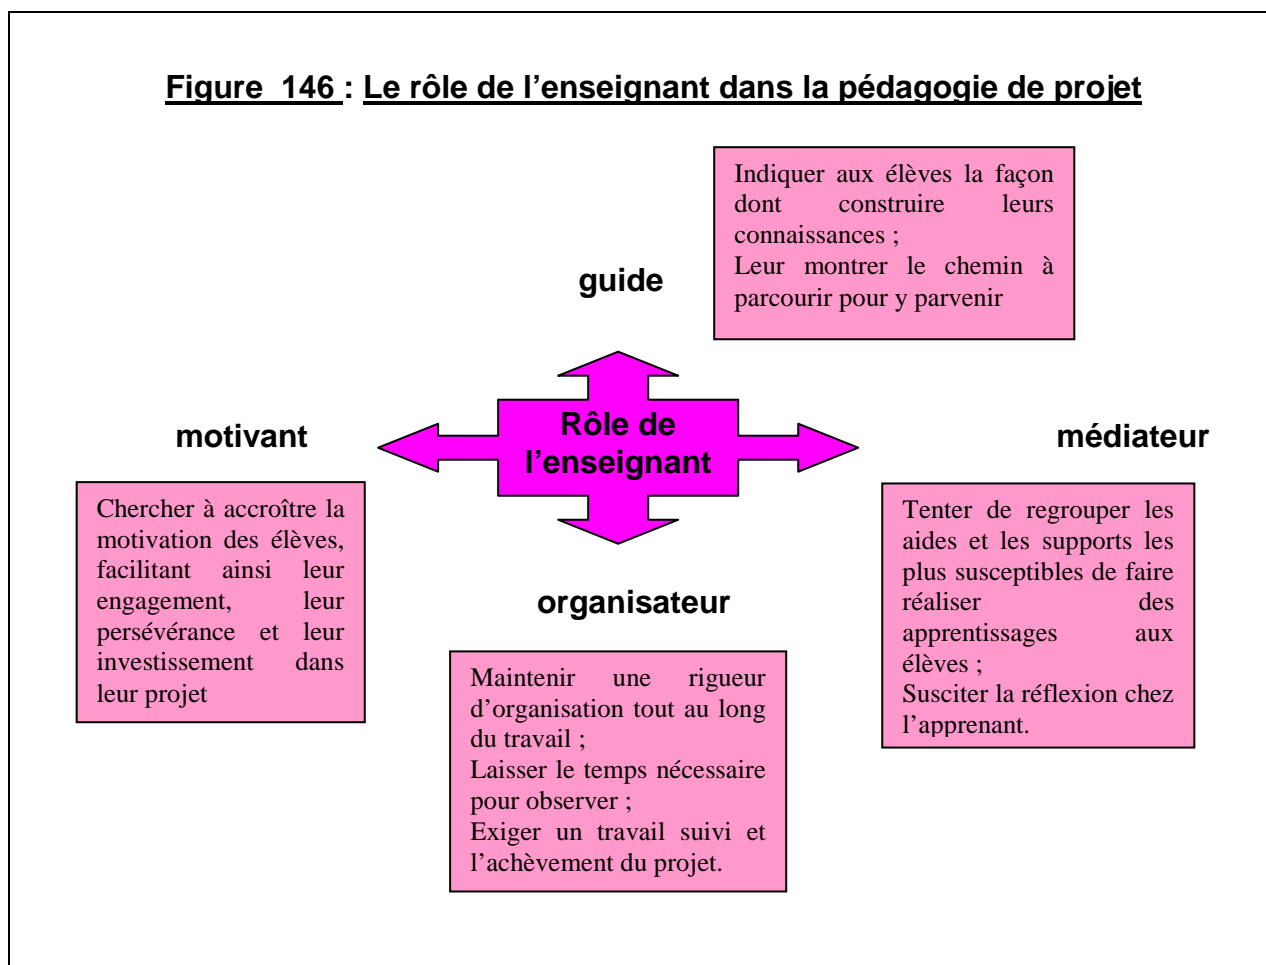 Figure 146 : Le rôle de l’enseignant dans la pédagogie de projet
Indiquer aux élèves la façon
dont construire leurs
connaissances ;
Leur montrer le chemin à
parcourir pour y parvenir
guide
motivant
Rôle de
l’enseignant
médiateur
Chercher à accroître la
motivation des élèves,
facilitant ainsi leur
engagement, leur
persévérance et leur
investissement dans
leur projet
Tenter de regrouper les
aides et les supports les
plus susceptibles de faire
réaliser des
apprentissages aux
élèves ;
Susciter la réflexion chez
l’apprenant.
organisateur
Maintenir une rigueur
d’organisation tout au long
du travail ;
Laisser le temps nécessaire
pour observer ;
Exiger un travail suivi et
l’achèvement du projet.